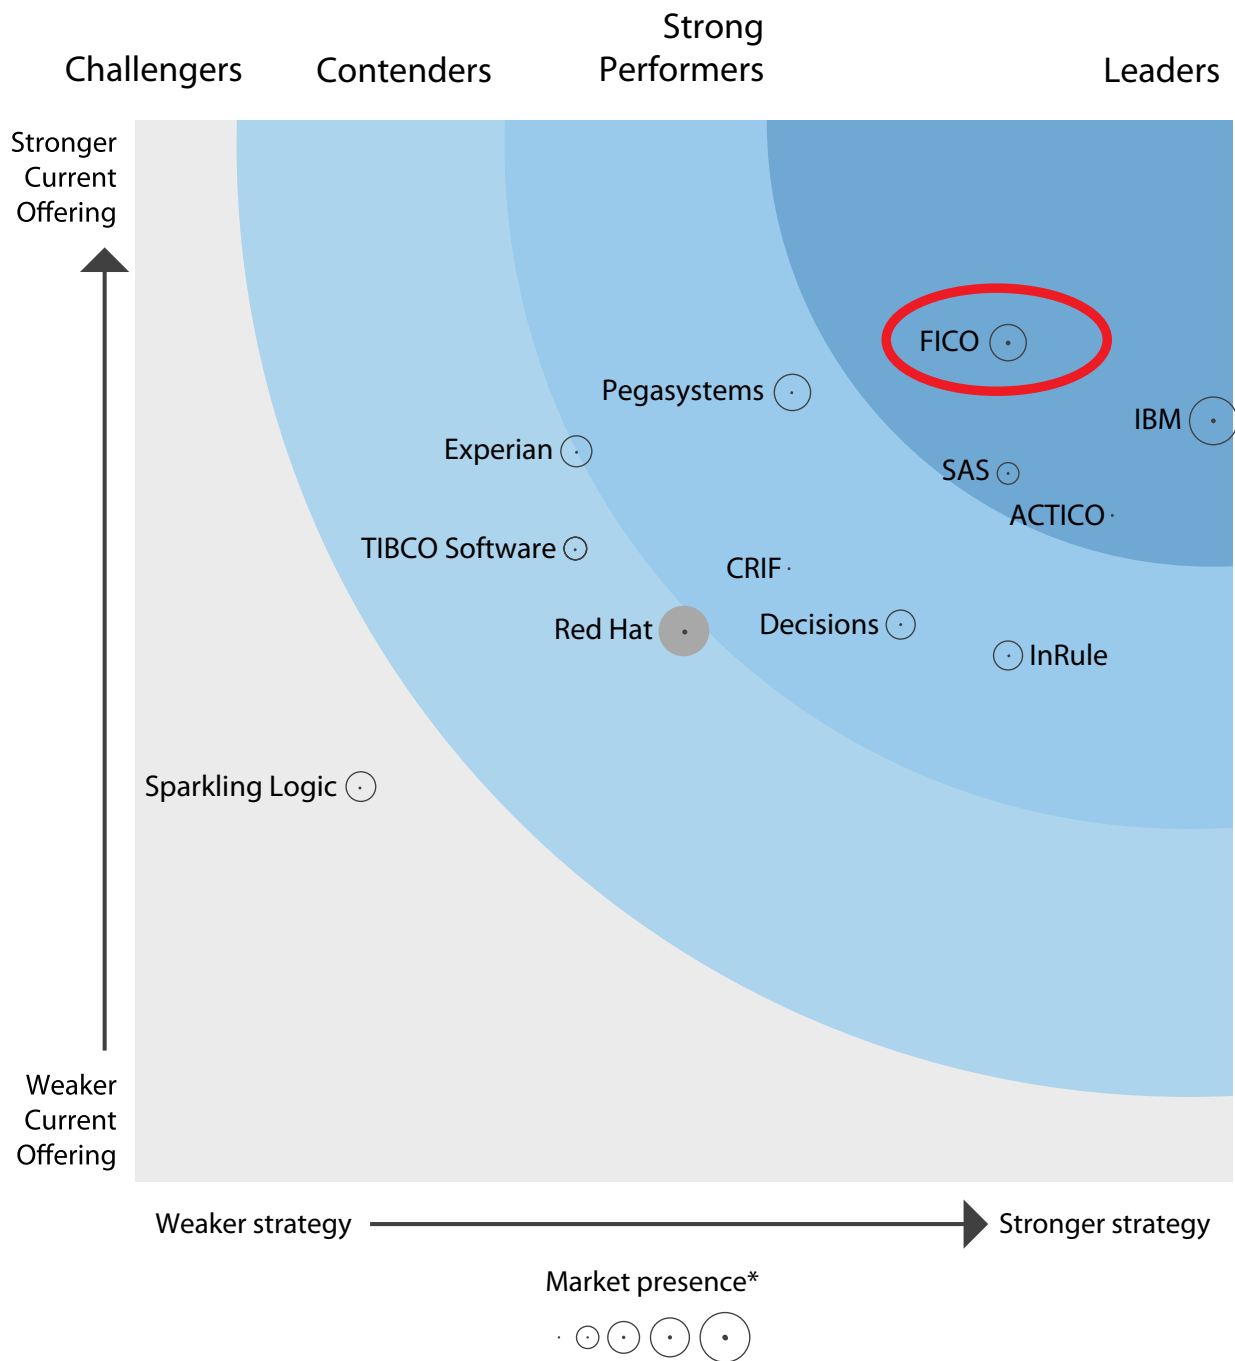 Challengers
Contenders
Strong
Performers
Leaders
Stronger
Current
Offering
FICO
Pegasystems
IBM
Experian
SAS
ACTICO
TIBCO Software
CRIF
Red Hat
Decisions
InRule
Sparkling Logic
Weaker
Current
Offering
Weaker strategy
Stronger strategy
Market presence*